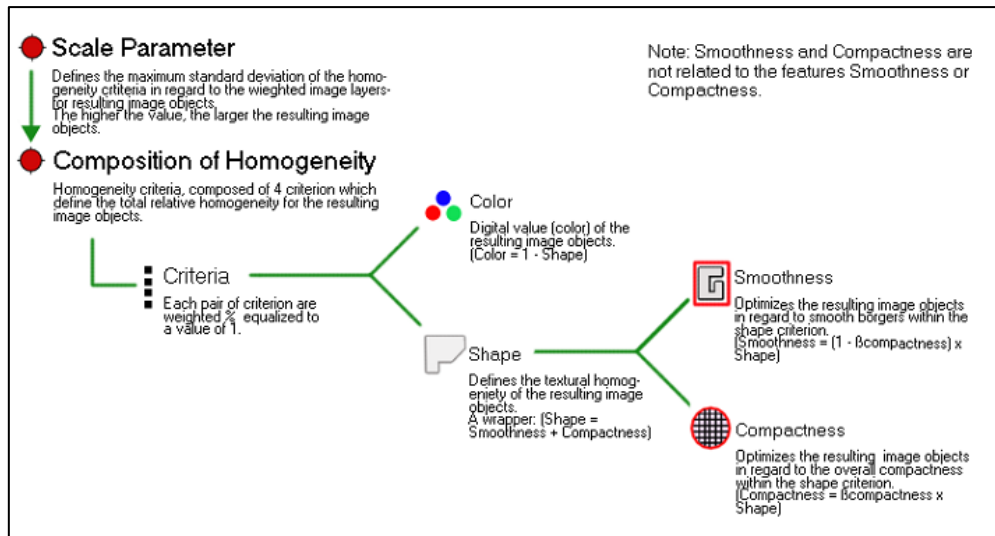 Scale Parameter
Defines the maximum standard deviation of the homo-
geneity crtiteria in regard to the wieighted image layers-
for resulting image objects.
The higher the value, the larger the resulting image
objects.
Note: Smoothness and Compactness are
not related to the features Smoothness or
Compactness.
Composition of Homogeneity
Homogeneity criteria, composed of 4 criterion which
define the total relative homogeneity for the resulting
image objects.
Criteria
Each pair of criterion are
weighted % equalized to
a value of 1.
Color
Digital value (color) of the
resulting image objects.
(Color = 1 - Shape)
Shape
Defines the textural homog-
eniety of the resulting image
objects.
A wrapper: (Shape =
Smoothness + Compactness)
Smoothness
Optimizes the resulting image objects
in regard to smooth borgers within the
shape criterion.
(Smoothness = (1 - ßcompactness) x
Shape)
Compactness
Optimizes the resulting image objects
in regard to the overall compactness
within the shape criterion.
(Compactness = ßcompactness x
Shape)